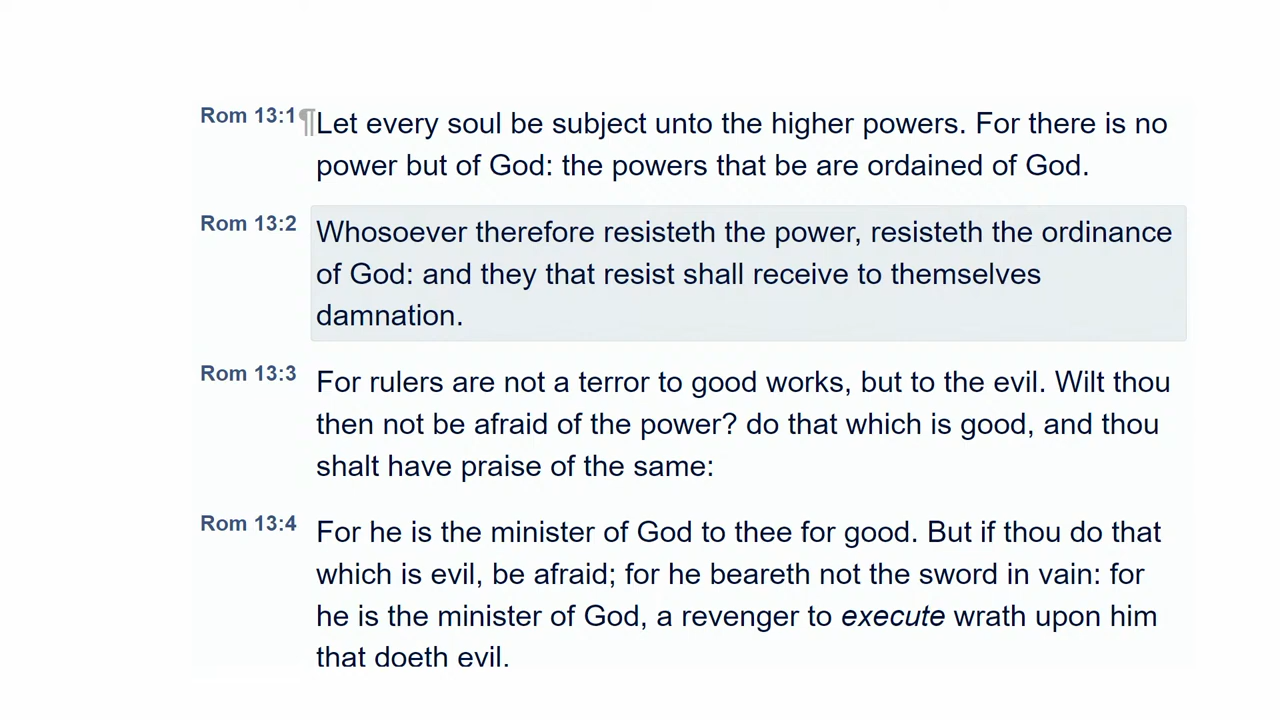 Rom 13:1 ¶Let every soul be subject unto the higher powers. For there is no
power but of God: the powers that be are ordained of God.
Rom 13:2 Whosoever therefore resisteth the power, resisteth the ordinance
of God: and they that resist shall receive to themselves
damnation.
Rom 13:3 For rulers are not a terror to good works, but to the evil. Wilt thou
then not be afraid of the power? do that which is good, and thou
shalt have praise of the same:
Rom 13:4 For he is the minister of God to thee for good. But if thou do that
which is evil, be afraid; for he beareth not the sword in vain: for
he is the minister of God, a revenger to execute wrath upon him
that doeth evil.